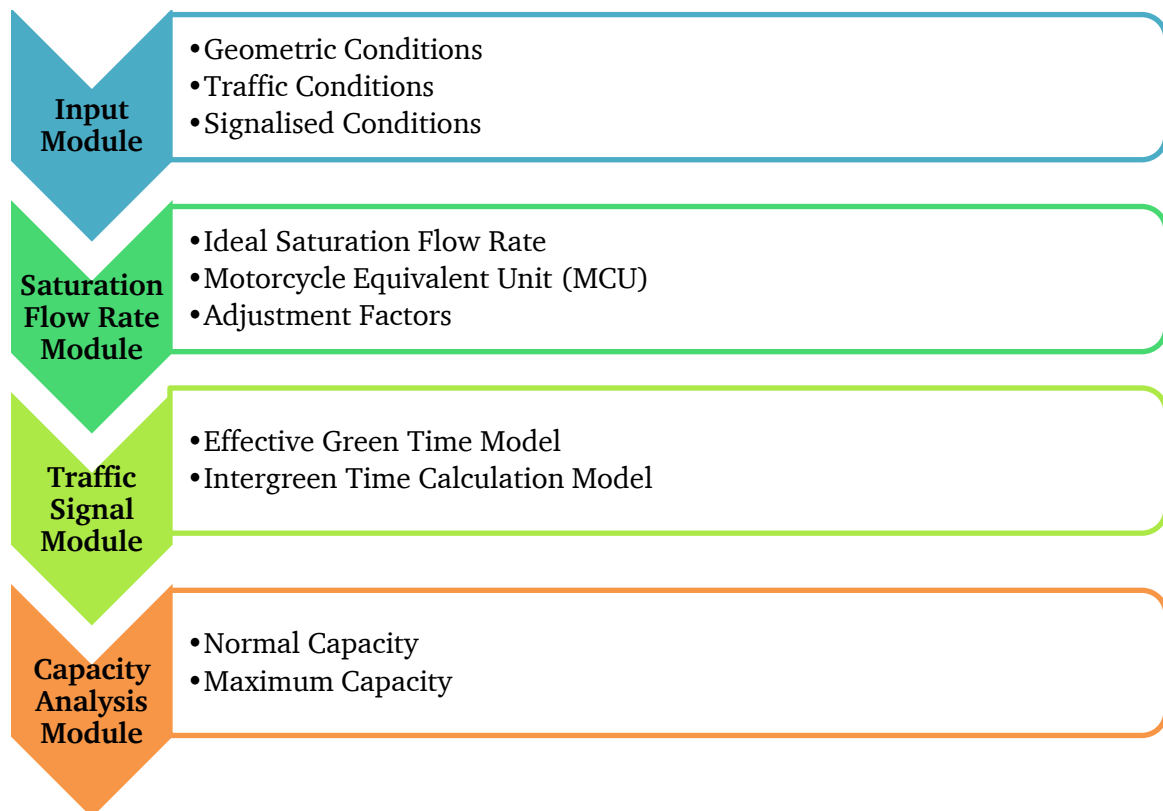 Input
Module
•Geometric Conditions
•Traffic Conditions
•Signalised Conditions
Saturation
Flow Rate
Module
•Ideal Saturation Flow Rate
•Motorcycle Equivalent Unit (MCU)
•Adjustment Factors
Traffic
Signal
Module
•Effective Green Time Model
•Intergreen Time Calculation Model
Capacity
Analysis
Module
•Normal Capacity
•Maximum Capacity